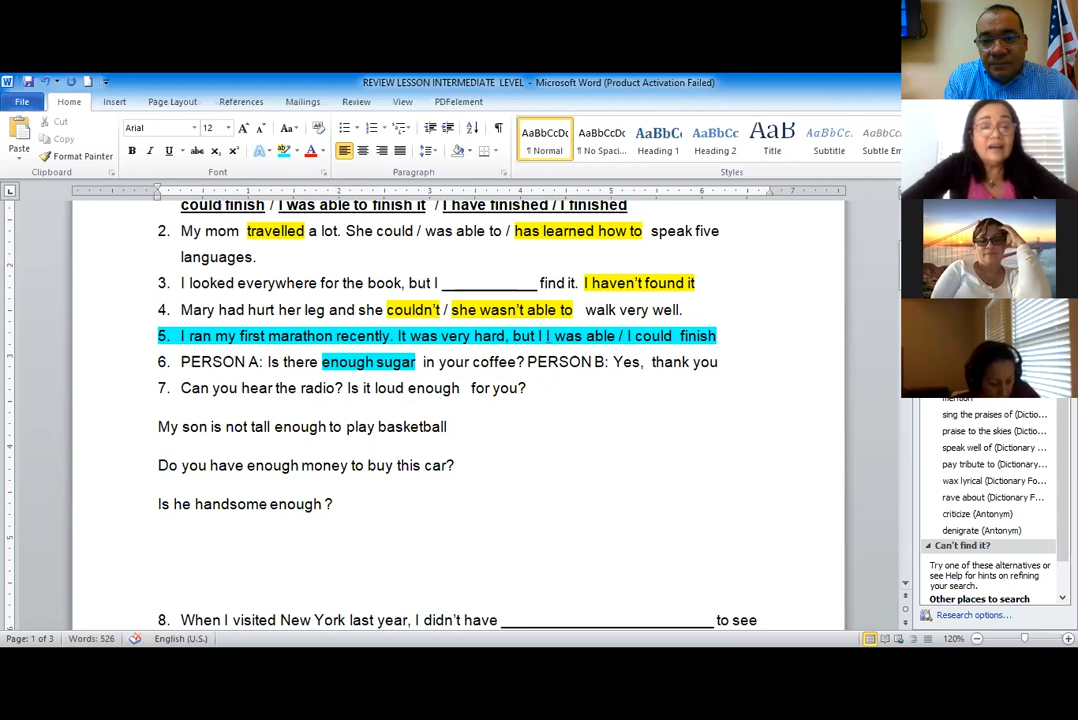 REVIEW LESSON INTERMEDIATE LEVEL - Microsoft Word (Product Activation Failed)
File Home Insert Page Layout References Mailings Review View PDFelement
Paste Cut Copy Format Painter
Arial 12
AaBbCcDc AaBbCcDc AaBbC AaBbCc AaB AaBbCcL AaBbCcDc
¶ Normal ¶ No Spaci... Heading 1 Heading 2 Title Subtitle Subtle Em
Clipboard Font Paragraph Styles
could finish / I was able to finish it / I have finished / I finished
2. My mom travelled a lot. She could / was able to / has learned how to speak five
languages.
3. I looked everywhere for the book, but I ____________ find it. I haven't found it
4. Mary had hurt her leg and she couldn't / she wasn't able to walk very well.
5. I ran my first marathon recently. It was very hard, but I I was able / I could finish
6. PERSON A: Is there enough sugar in your coffee? PERSON B: Yes, thank you
7. Can you hear the radio? Is it loud enough for you?
My son is not tall enough to play basketball
Do you have enough money to buy this car?
Is he handsome enough ?
8. When I visited New York last year, I didn't have ___________________________ to see
mention
sing the praises of (Dictio...
praise to the skies (Dictio...
speak well of (Dictionary ...
pay tribute to (Dictionary...
wax lyrical (Dictionary Fo...
rave about (Dictionary F...
criticize (Antonym)
denigrate (Antonym)
Can't find it?
Try one of these alternatives or
see Help for hints on refining
your search.
Other places to search
Research options...
Page: 1 of 3 Words: 526 English (U.S.) 120%